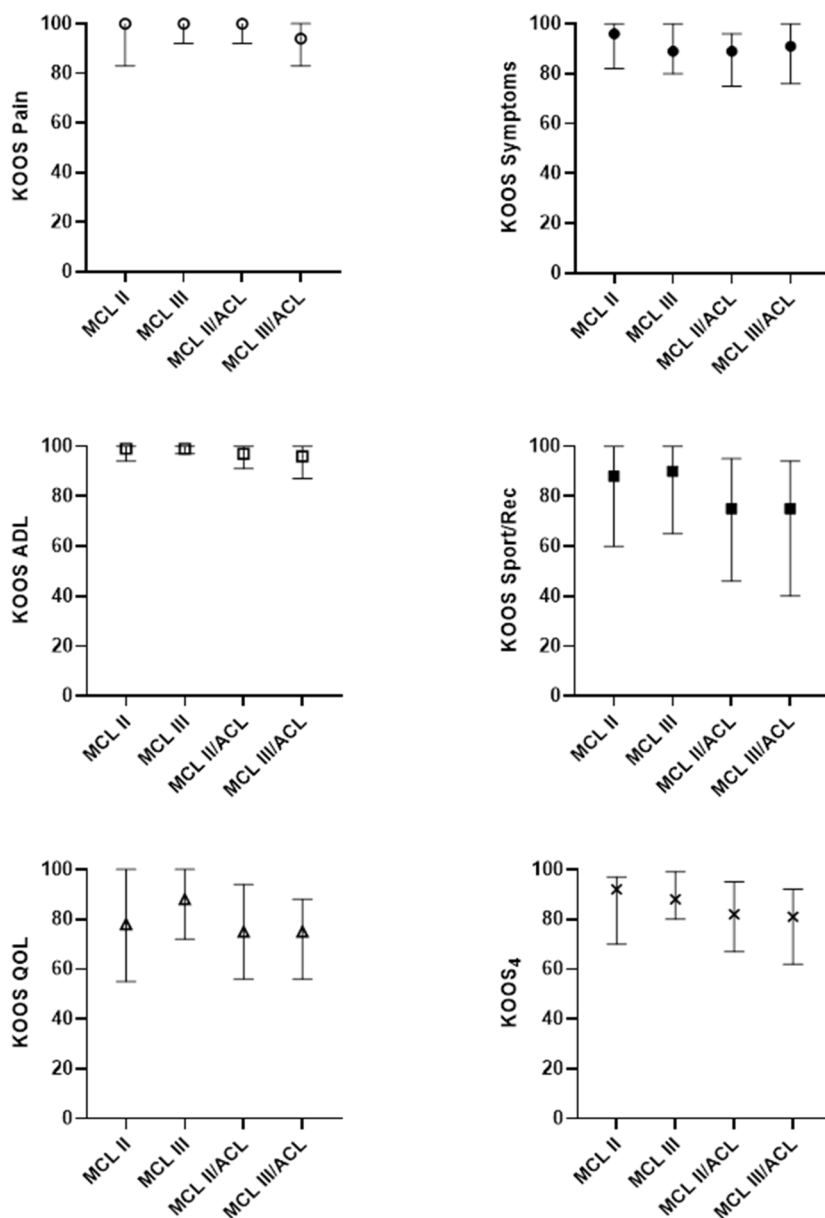 KOOS Pain
100
80
60
40
20
0
MCL II
MCL III
MCL II/ACL
MCL III/ACL
KOOS Symptoms
100
80
60
40
20
0
MCL II
MCL III
MCL II/ACL
MCL III/ACL
KOOS ADL
100
80
60
40
20
0
MCL II
MCL III
MCL II/ACL
MCL III/ACL
KOOS Sport/Rec
100
80
60
40
20
0
MCL II
MCL III
MCL II/ACL
MCL III/ACL
KOOS QOL
100
80
60
40
20
0
MCL II
MCL III
MCL II/ACL
MCL III/ACL
KOOS₄
100
80
60
40
20
0
MCL II
MCL III
MCL II/ACL
MCL III/ACL